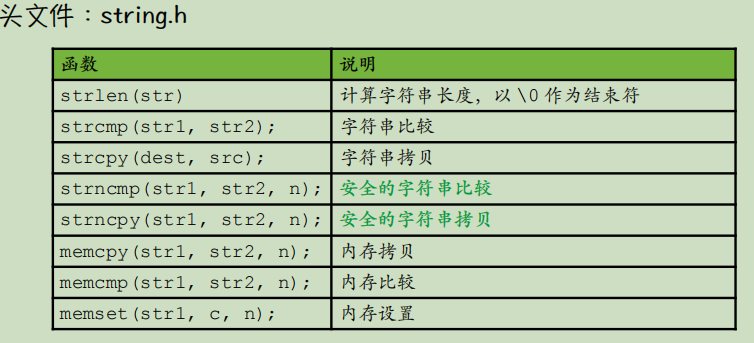 头文件：string.h
函数 说明
strlen(str) 计算字符串长度，以\0作为结束符
strcmp(str1, str2); 字符串比较
strcpy(dest, src); 字符串拷贝
strncmp(str1, str2, n); 安全的字符串比较
strncpy(str1, str2, n); 安全的字符串拷贝
memcpy(str1, str2, n); 内存拷贝
memcmp(str1, str2, n); 内存比较
memset(str1, c, n); 内存设置